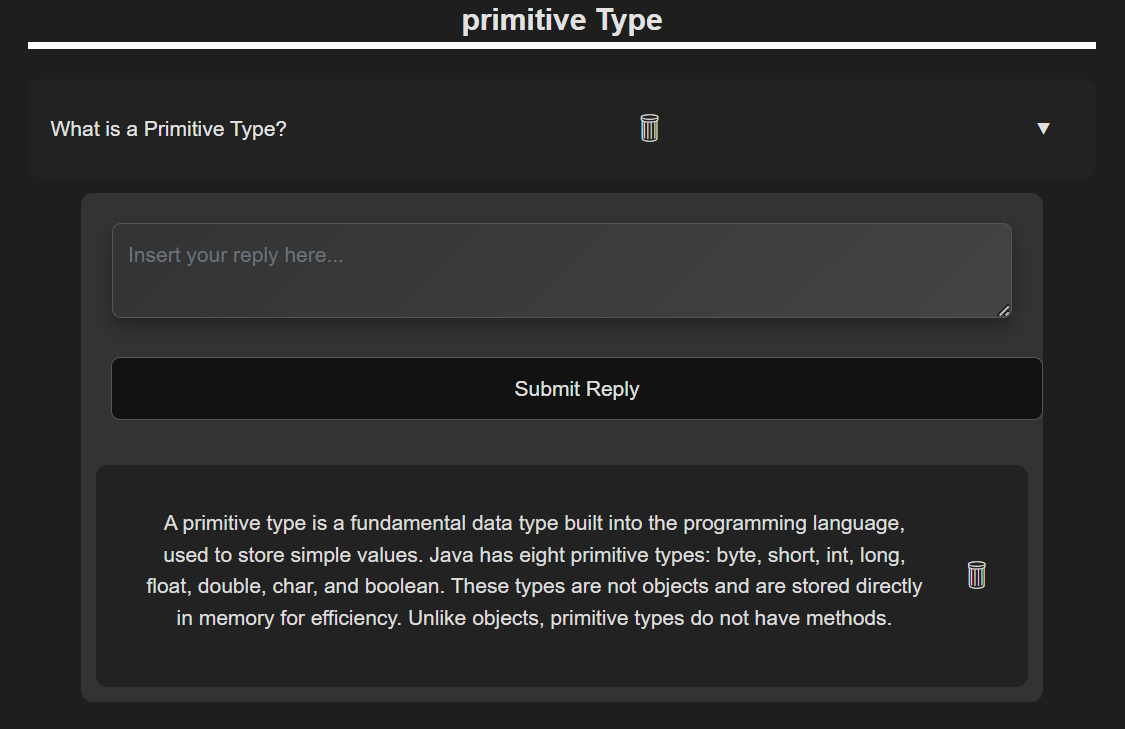 primitive Type
What is a Primitive Type?
▼
Insert your reply here...
Submit Reply
A primitive type is a fundamental data type built into the programming language,
used to store simple values. Java has eight primitive types: byte, short, int, long,
float, double, char, and boolean. These types are not objects and are stored directly
in memory for efficiency. Unlike objects, primitive types do not have methods.